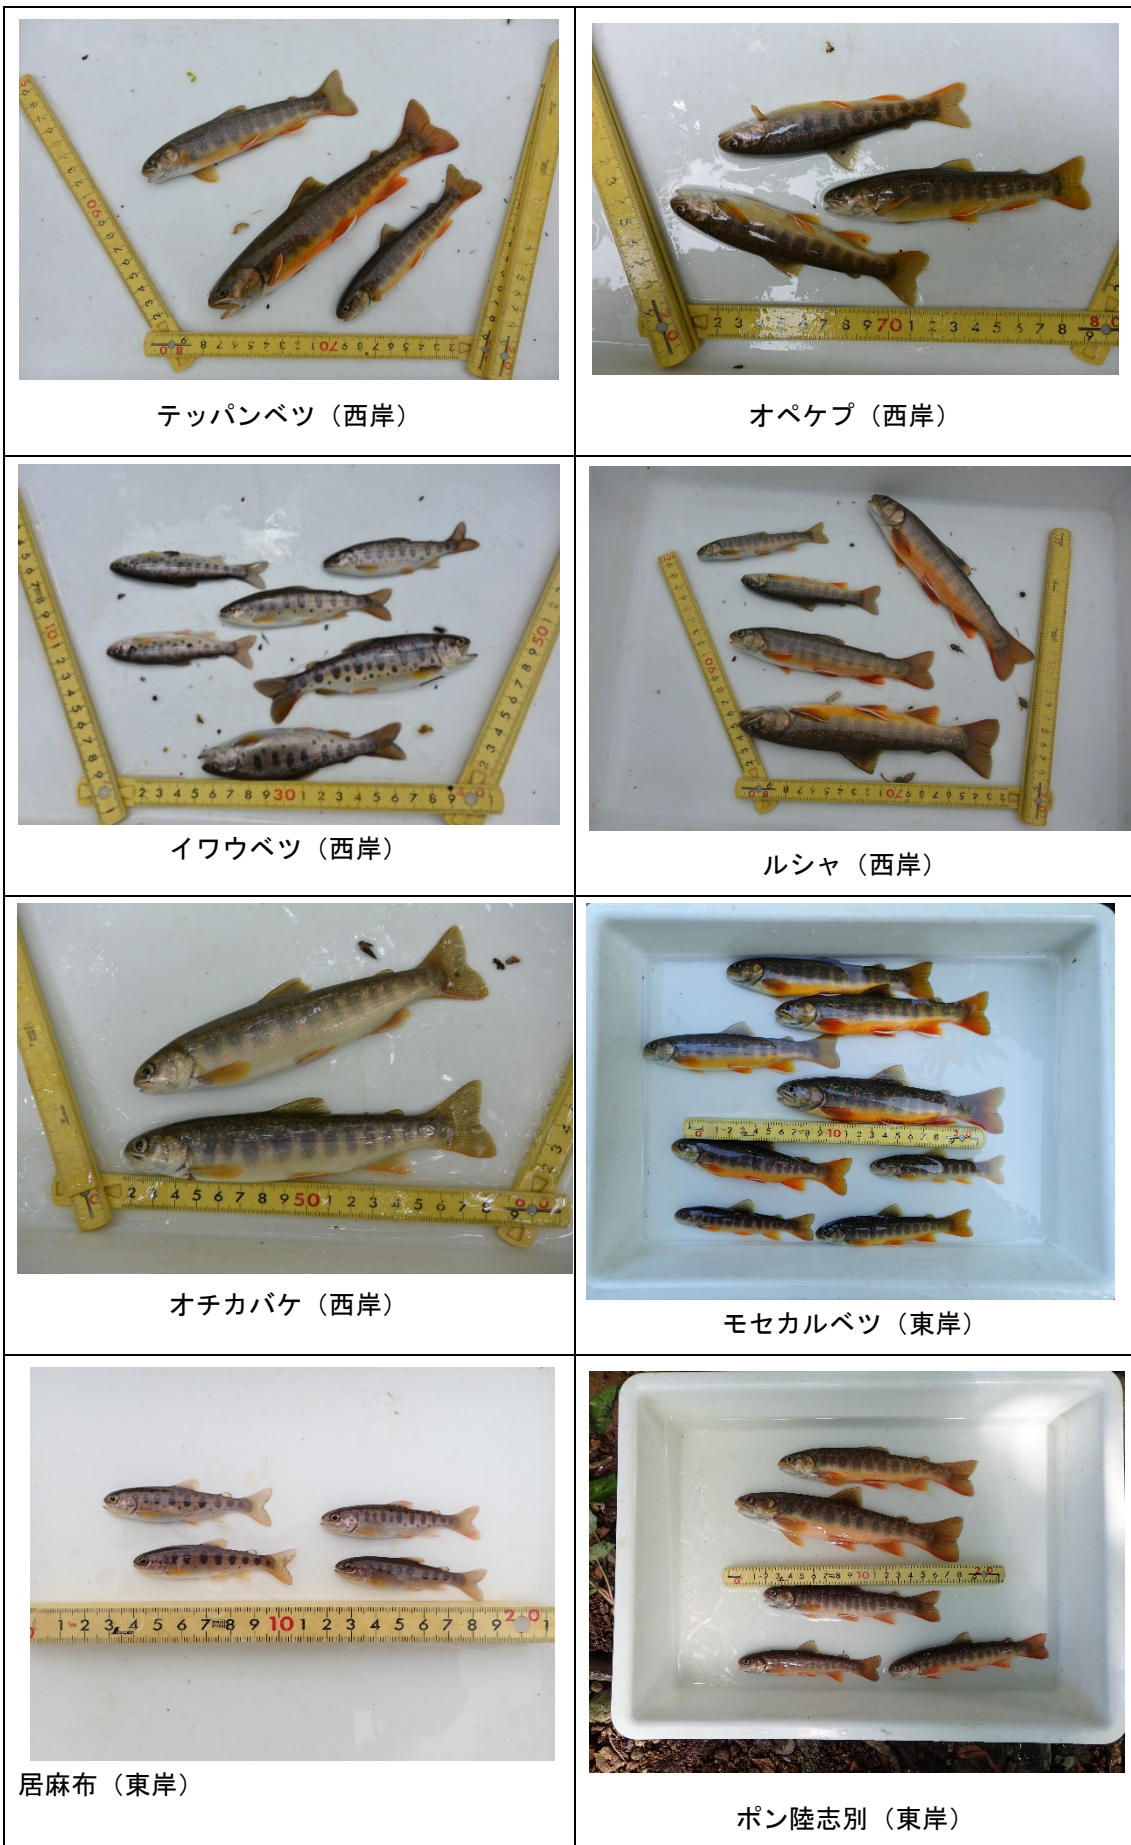 テッパンベツ（西岸）
オペケプ（西岸）
イワウベツ（西岸）
ルシャ（西岸）
オチカバケ（西岸）
モセカルベツ（東岸）
居麻布（東岸）
ポン陸志別（東岸）